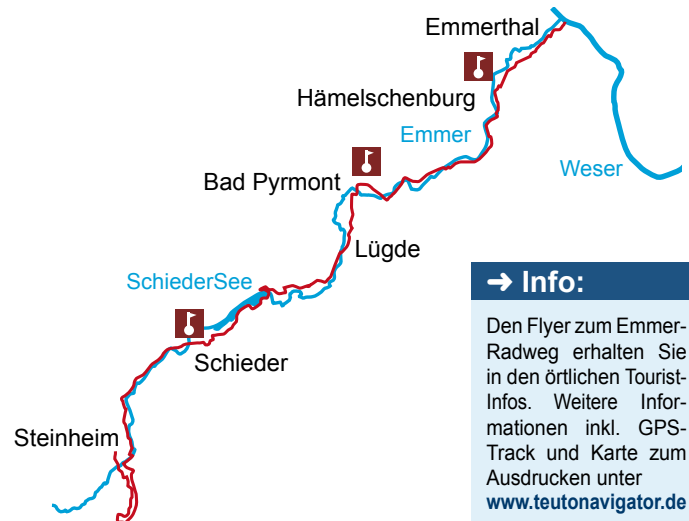 Emmerthal
Hämelschenburg
Emmer
Weser
Bad Pyrmont
Lügde
SchiederSee
Schieder
Steinheim
➜ Info:
Den Flyer zum Emmer-
Radweg erhalten Sie
in den örtlichen Tourist-
Infos. Weitere Infor-
mationen inkl. GPS-
Track und Karte zum
Ausdrucken unter
www.teutonavigator.de